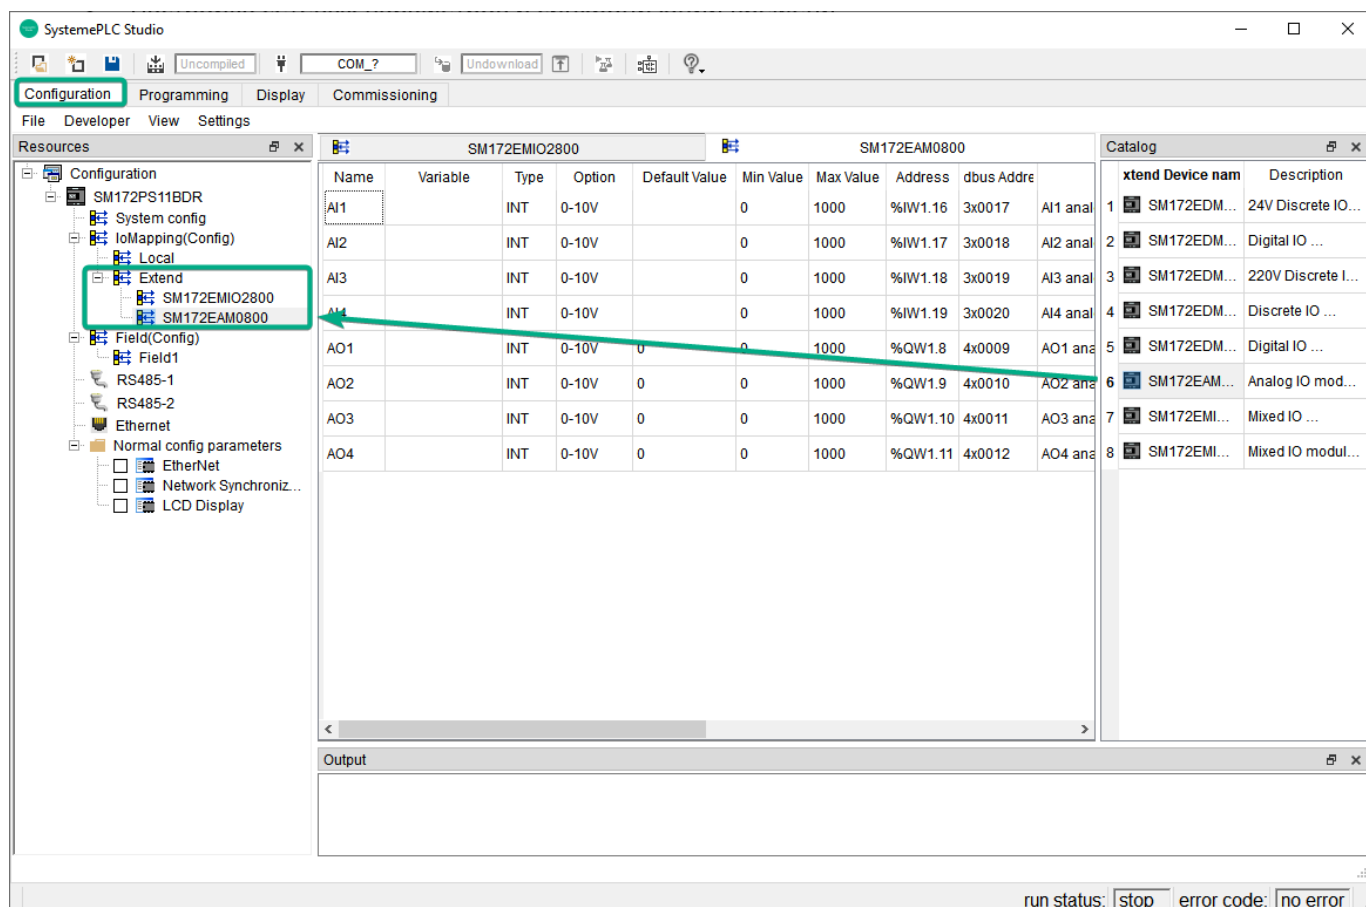 SystemePLC Studio
Uncompiled COM_? Undownload
Configuration Programming Display Commissioning
File Developer View Settings
Resources
Configuration
SM172PS11BDR
System config
IoMapping(Config)
Local
Extend
SM172EMIO2800
SM172EAM0800
Field(Config)
Field1
RS485-1
RS485-2
Ethernet
Normal config parameters
EtherNet
Network Synchroniz...
LCD Display
SM172EMIO2800 SM172EAM0800
Name Variable Type Option Default Value Min Value Max Value Address dbus Addre
AI1 INT 0-10V 0 1000 %IW1.16 3x0017 AI1 anal
AI2 INT 0-10V 0 1000 %IW1.17 3x0018 AI2 anal
AI3 INT 0-10V 0 1000 %IW1.18 3x0019 AI3 anal
AI4 INT 0-10V 0 1000 %IW1.19 3x0020 AI4 anal
AO1 INT 0-10V 0 0 1000 %QW1.8 4x0009 AO1 ana
AO2 INT 0-10V 0 0 1000 %QW1.9 4x0010 AO2 ana
AO3 INT 0-10V 0 0 1000 %QW1.10 4x0011 AO3 ana
AO4 INT 0-10V 0 0 1000 %QW1.11 4x0012 AO4 ana
Catalog
xtend Device nam Description
1 SM172EDM... 24V Discrete IO...
2 SM172EDM... Digital IO ...
3 SM172EDM... 220V Discrete I...
4 SM172EDM... Discrete IO ...
5 SM172EDM... Digital IO ...
6 SM172EAM... Analog IO mod...
7 SM172EMI... Mixed IO ...
8 SM172EMI... Mixed IO modul...
Output
run status: stop error code: no error